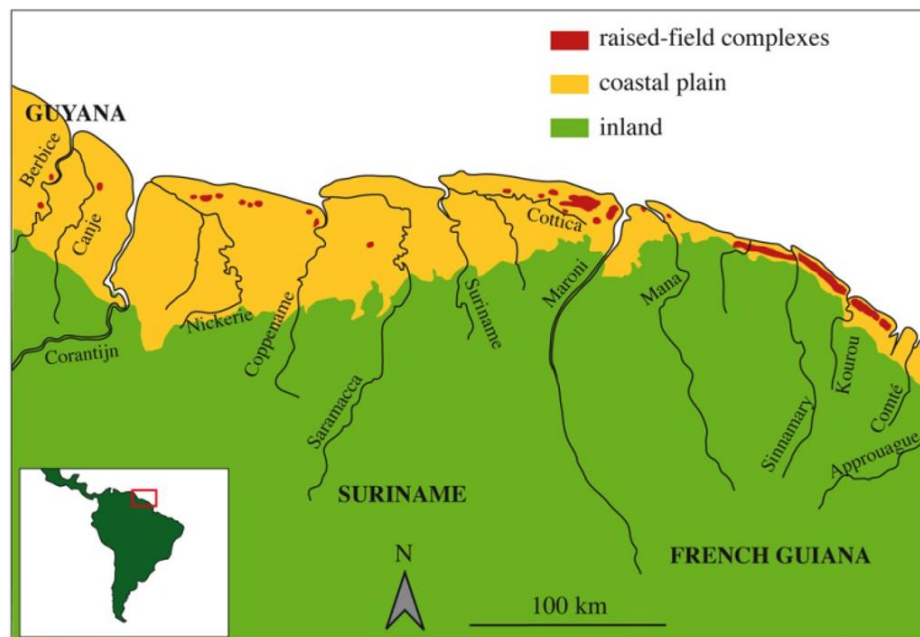 raised-field complexes
coastal plain
inland
GUYANA
Berbice
Canje
Corantijn
Nickerie
Coppename
Saramacca
Suriname
Cottica
Maroni
Mana
Sinnamary
Kourou
Comté
Approuague
SURINAME
FRENCH GUIANA
N
100 km